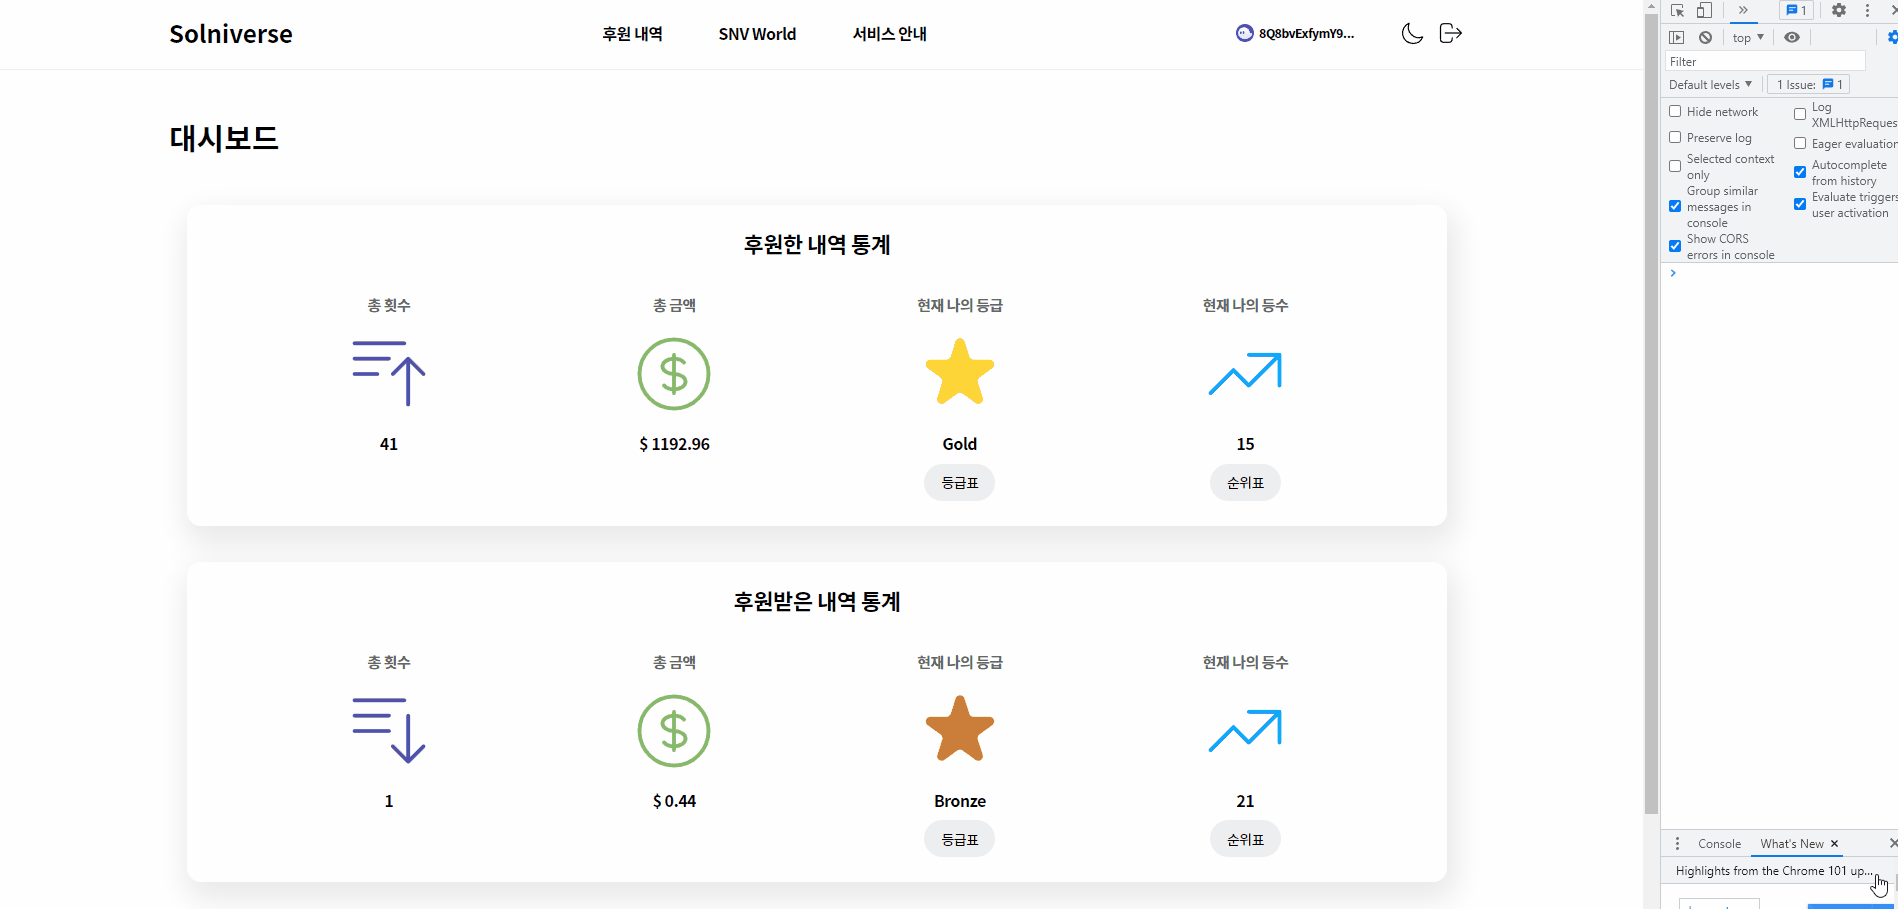 Solniverse
후원 내역
SNV World
서비스 안내
8Q8bvExfymY9...
대시보드
후원한 내역 통계
총 횟수
총 금액
현재 나의 등급
현재 나의 등수
41
$ 1192.96
Gold
15
등급표
순위표
후원받은 내역 통계
총 횟수
총 금액
현재 나의 등급
현재 나의 등수
1
$ 0.44
Bronze
21
등급표
순위표
1
top
Filter
Default levels
1 Issue:
1
Hide network
Preserve log
Selected context
only
Group similar
messages in
console
Show CORS
errors in console
Log
XMLHttpReques
Eager evaluation
Autocomplete
from history
Evaluate triggers
user activation
Console
What's New
Highlights from the Chrome 101 up...